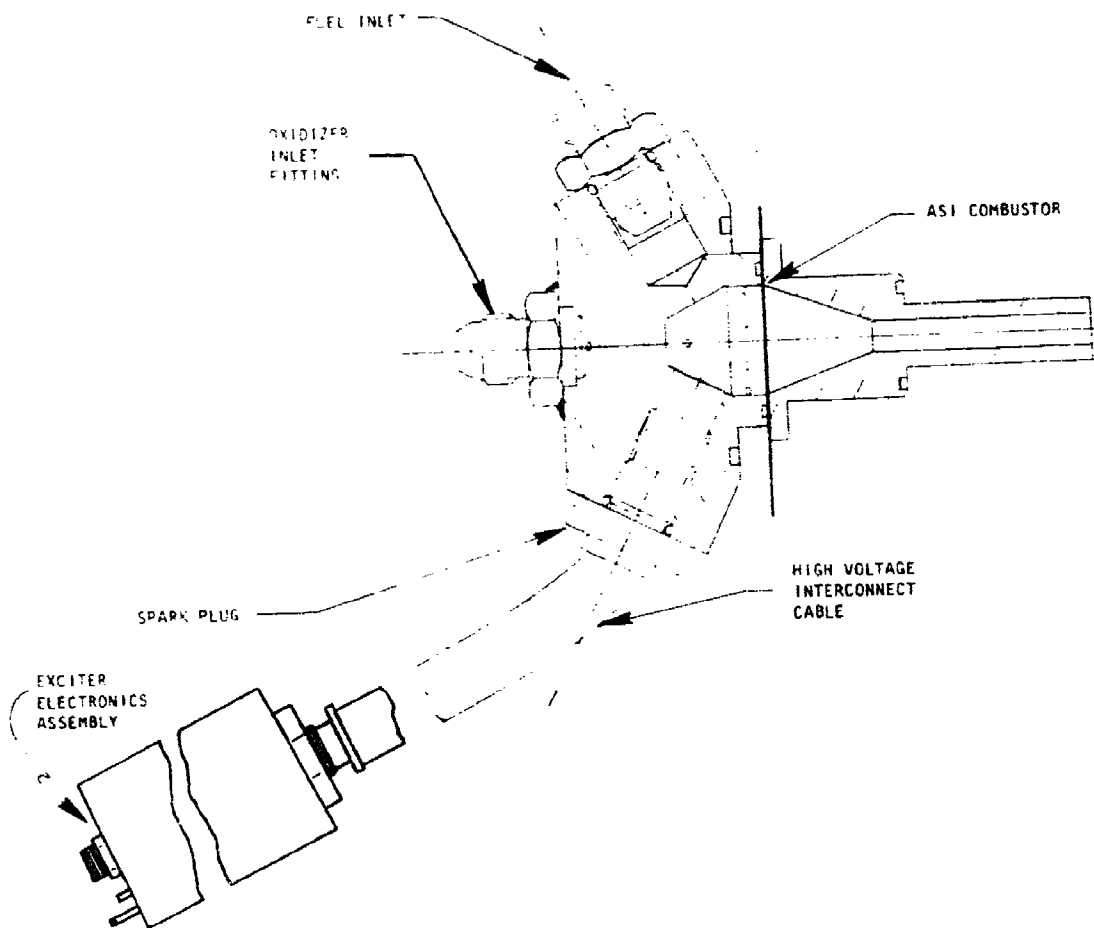 FUEL INLET
OXIDIZER
INLET
FITTING
ASI COMBUSTOR
SPARK PLUG
HIGH VOLTAGE
INTERCONNECT
CABLE
EXCITER
ELECTRONICS
ASSEMBLY